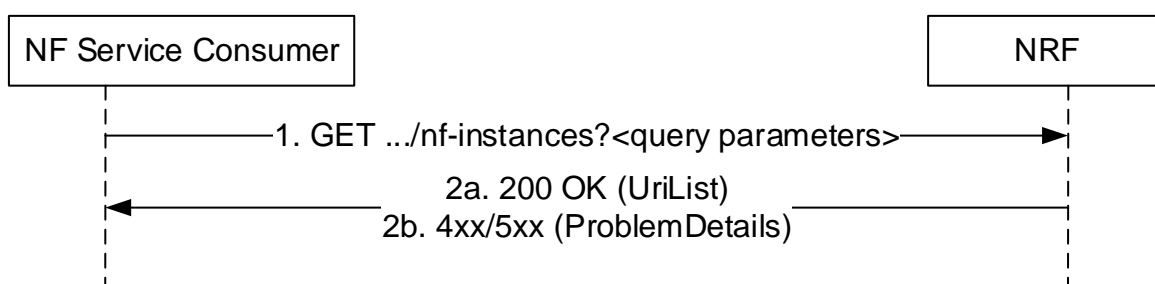 NF Service Consumer
NRF
1. GET .../nf-instances?<query parameters>
2a. 200 OK (UriList)
2b. 4xx/5xx (ProblemDetails)